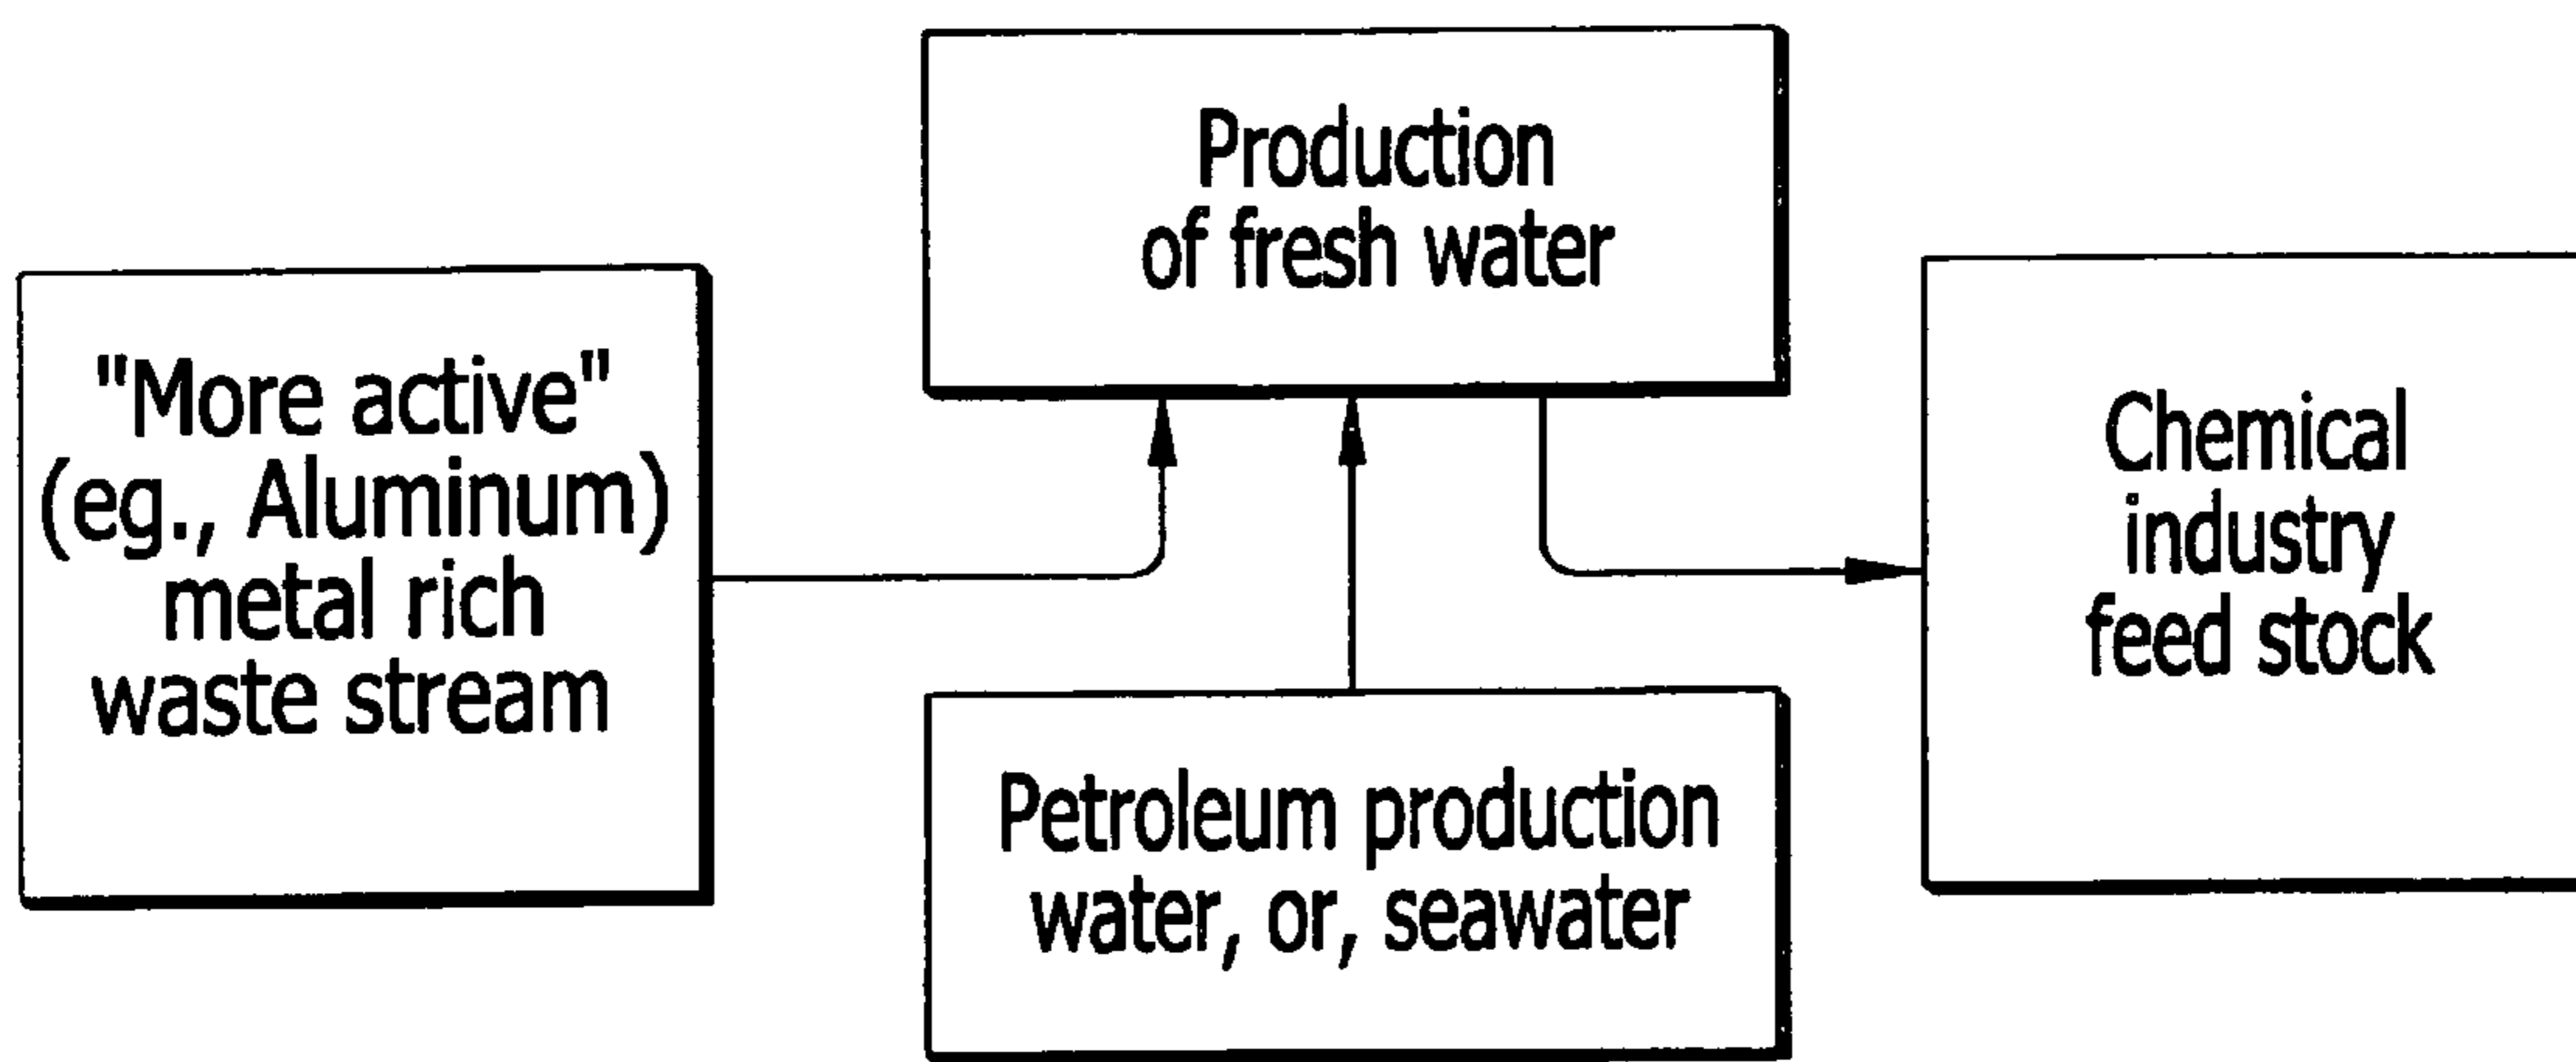 "More active"
(eg., Aluminum)
metal rich
waste stream
Production
of fresh water
Petroleum production
water, or, seawater
Chemical
industry
feed stock